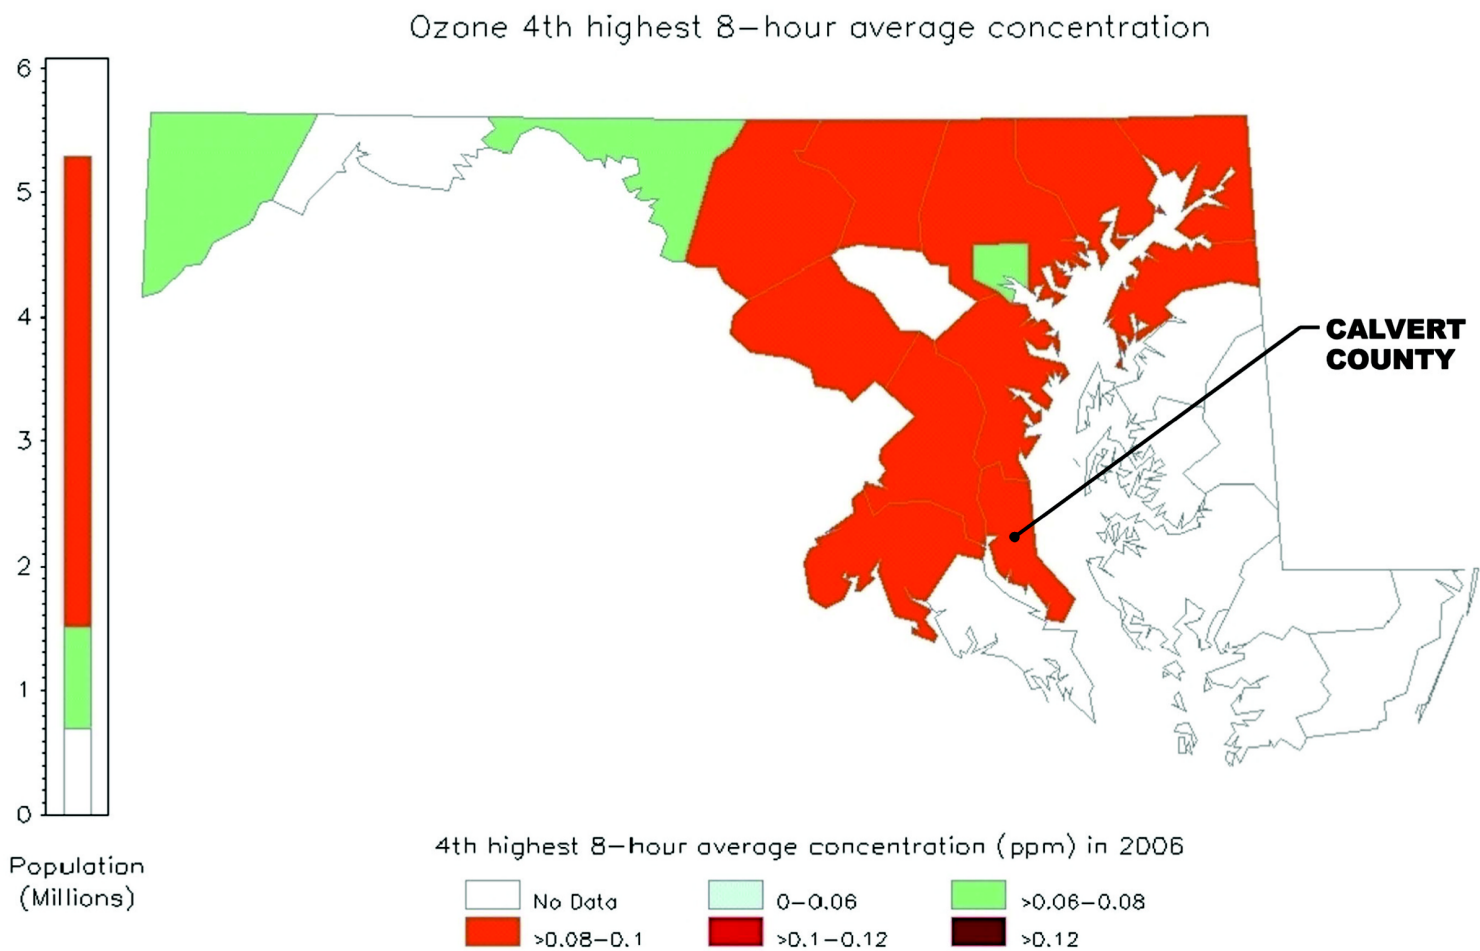 Ozone 4th highest 8-hour average concentration
6
5
4
3
2
1
0
Population
(Millions)
CALVERT
COUNTY
4th highest 8-hour average concentration (ppm) in 2006
No Data
0-0.06
>0.06-0.08
>0.08-0.1
>0.1-0.12
>0.12